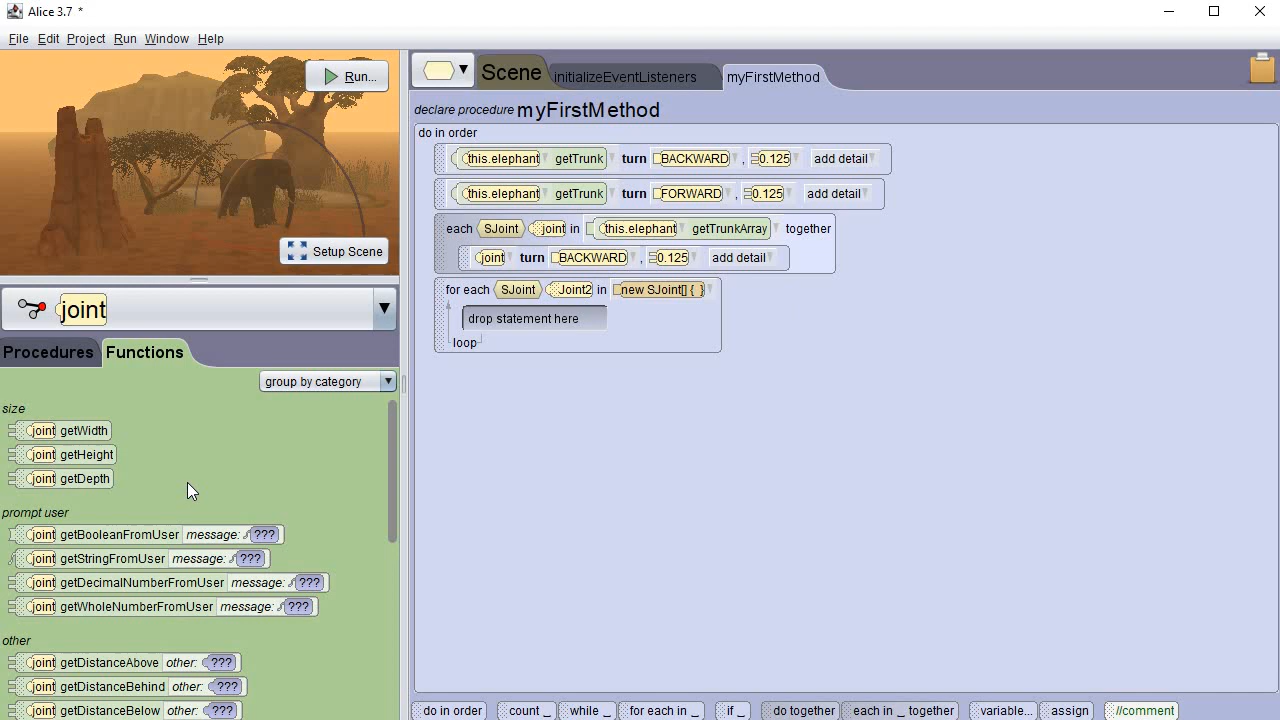 Alice 3.7 *
File Edit Project Run Window Help
Run...
Setup Scene
joint
Procedures Functions
group by category
size
joint getWidth
joint getHeight
joint getDepth
prompt user
joint getBooleanFromUser message: ???
joint getStringFromUser message: ???
joint getDecimalNumberFromUser message: ???
joint getWholeNumberFromUser message: ???
other
joint getDistanceAbove other: ???
joint getDistanceBehind other: ???
joint getDistanceBelow other: ???
Scene initializeEventListeners myFirstMethod
declare procedure myFirstMethod
do in order
this.elephant getTrunk turn BACKWARD , 0.125 add detail
this.elephant getTrunk turn FORWARD , 0.125 add detail
each SJoint joint in this.elephant getTrunkArray together
joint turn BACKWARD , 0.125 add detail
for each SJoint Joint2 in new SJoint[] { }
drop statement here
loop
do in order count _ while _ for each in _ if _ do together each in _ together variable... assign //comment